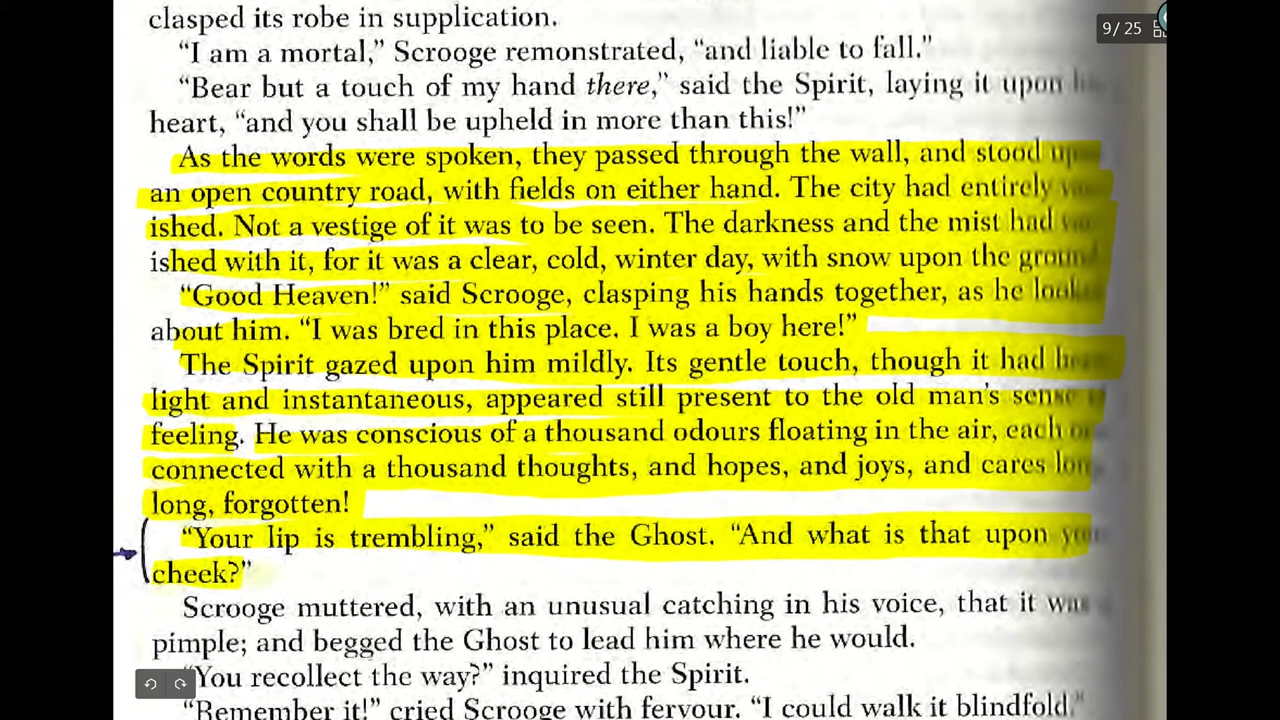 clasped its robe in supplication.
9/25
“I am a mortal,” Scrooge remonstrated, “and liable to fall.”
“Bear but a touch of my hand there,” said the Spirit, laying it upon
heart, “and you shall be upheld in more than this!”
As the words were spoken, they passed through the wall, and stood
an open country road, with fields on either hand. The city had entirely
ished. Not a vestige of it was to be seen. The darkness and the mist had
ished with it, for it was a clear, cold, winter day, with snow upon the ground.
“Good Heaven!” said Scrooge, clasping his hands together, as he
about him. “I was bred in this place. I was a boy here!”
The Spirit gazed upon him mildly. Its gentle touch, though it had
light and instantaneous, appeared still present to the old man’s sense
feeling. He was conscious of a thousand odours floating in the air, each
connected with a thousand thoughts, and hopes, and joys, and cares
long, forgotten!
“Your lip is trembling,” said the Ghost. “And what is that upon your
cheek?”
Scrooge muttered, with an unusual catching in his voice, that it was
pimple; and begged the Ghost to lead him where he would.
“You recollect the way?” inquired the Spirit.
“Remember it!” cried Scrooge with fervour. “I could walk it blindfold.”